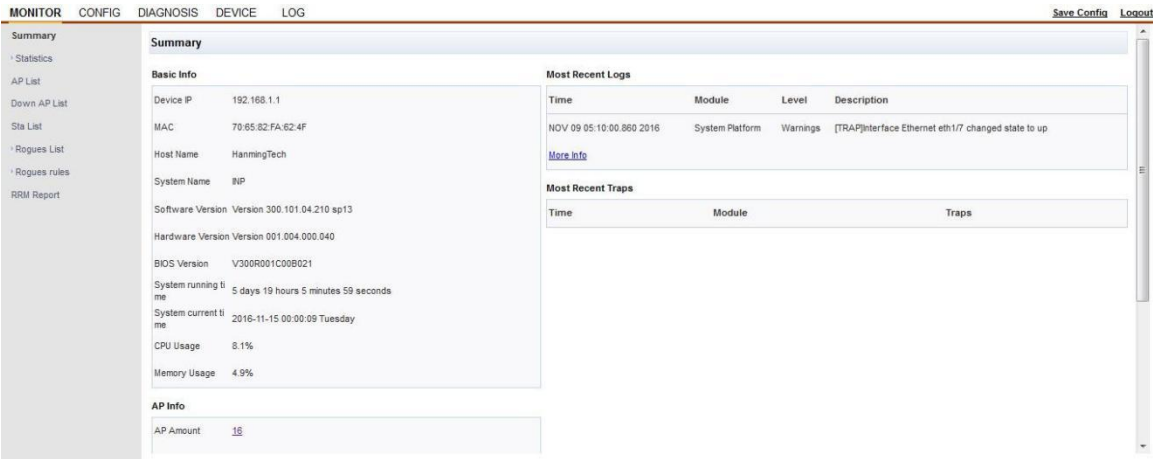 MONITOR CONFIG DIAGNOSIS DEVICE LOG Save Config Logout
Summary
Statistics
AP List
Down AP List
Sta List
Rogues List
Rogues rules
RRM Report
Summary
Basic Info
Device IP 192.168.1.1
MAC 70:65:82:FA:62:4F
Host Name HanmingTech
System Name INP
Software Version Version 300.101.04.210 sp13
Hardware Version Version 001.004.000.040
BIOS Version V300R001C00B021
System running ti
me 5 days 19 hours 5 minutes 59 seconds
System current ti
me 2016-11-15 00:00:09 Tuesday
CPU Usage 8.1%
Memory Usage 4.9%
AP Info
AP Amount 16
Most Recent Logs
Time Module Level Description
NOV 09 05:10:00.860 2016 System Platform Warnings [TRAP]Interface Ethernet eth1/7 changed state to up
More Info
Most Recent Traps
Time Module Traps